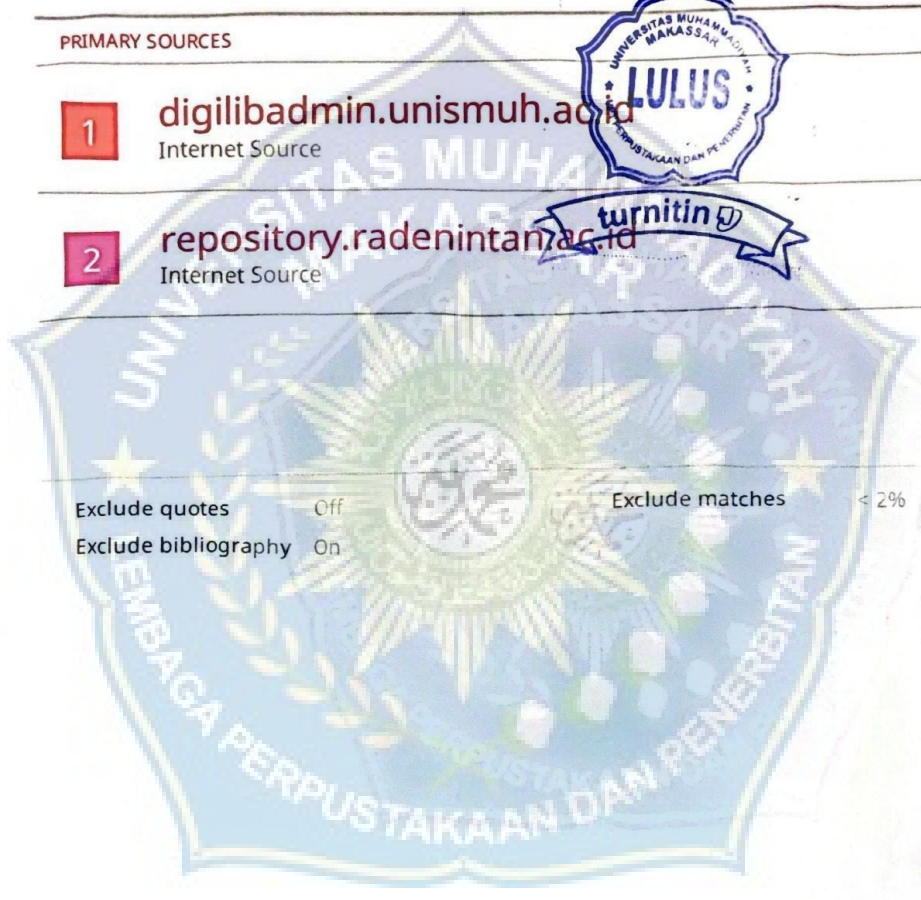 PRIMARY SOURCES
UNIVERSITAS MUHAMMADIYAH
MAKASSAR
LULUS
PERPUSTAKAAN DAN PENERBITAN
turnitin
1 digilibadmin.unismuh.ac.id
Internet Source
2 repository.radenintan.ac.id
Internet Source
UNIVERSITAS MUHAMMADIYAH
MAKASSAR
Exclude quotes Off
Exclude matches < 2%
Exclude bibliography On
LEMBAGA PERPUSTAKAAN DAN PENERBITAN